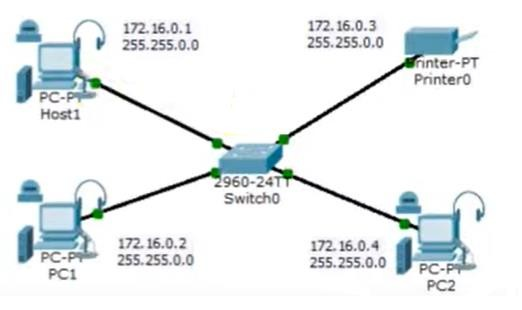 172.16.0.1
255.255.0.0
PC-PT
Host1
172.16.0.3
255.255.0.0
Printer-PT
Printer0
2960-24TT
Switch0
PC-PT
PC1
172.16.0.2
255.255.0.0
172.16.0.4
255.255.0.0
PC-PT
PC2